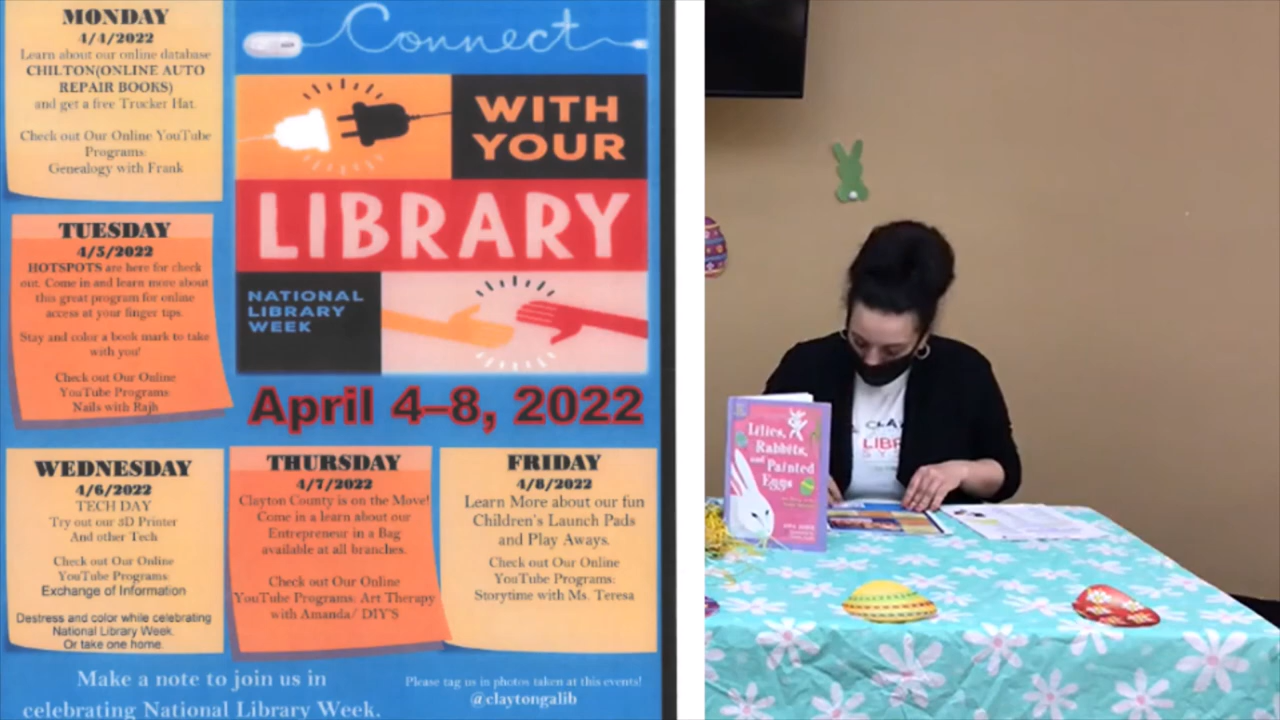 MONDAY
4/4/2022
Learn about our online database
CHILTON(ONLINE AUTO
REPAIR BOOKS)
and get a free Trucker Hat.
Check out Our Online YouTube
Programs:
Genealogy with Frank
TUESDAY
4/5/2022
HOTSPOTS are here for check
out. Come in and learn more about
this great program for online
access at your finger tips.
Stay and color a book mark to take
with you!
Check out Our Online
YouTube Programs:
Nails with Rajh
Connect
WITH
YOUR
LIBRARY
NATIONAL
LIBRARY
WEEK
April 4–8, 2022
WEDNESDAY
4/6/2022
TECH DAY
Try out our 3D Printer
And other Tech
Check out Our Online
YouTube Programs:
Exchange of Information
Destress and color while celebrating
National Library Week.
Or take one home.
THURSDAY
4/7/2022
Clayton County is on the Move!
Come in a learn about our
Entrepreneur in a Bag
available at all branches.
Check out Our Online
YouTube Programs: Art Therapy
with Amanda/ DIY'S
FRIDAY
4/8/2022
Learn More about our fun
Children's Launch Pads
and Play Aways.
Check out Our Online
YouTube Programs:
Storytime with Ms. Teresa
Make a note to join us in
celebrating National Library Week.
Please tag us in photos taken at this events!
@claytongalib
Lilies,
Rabbits,
and Painted
Eggs